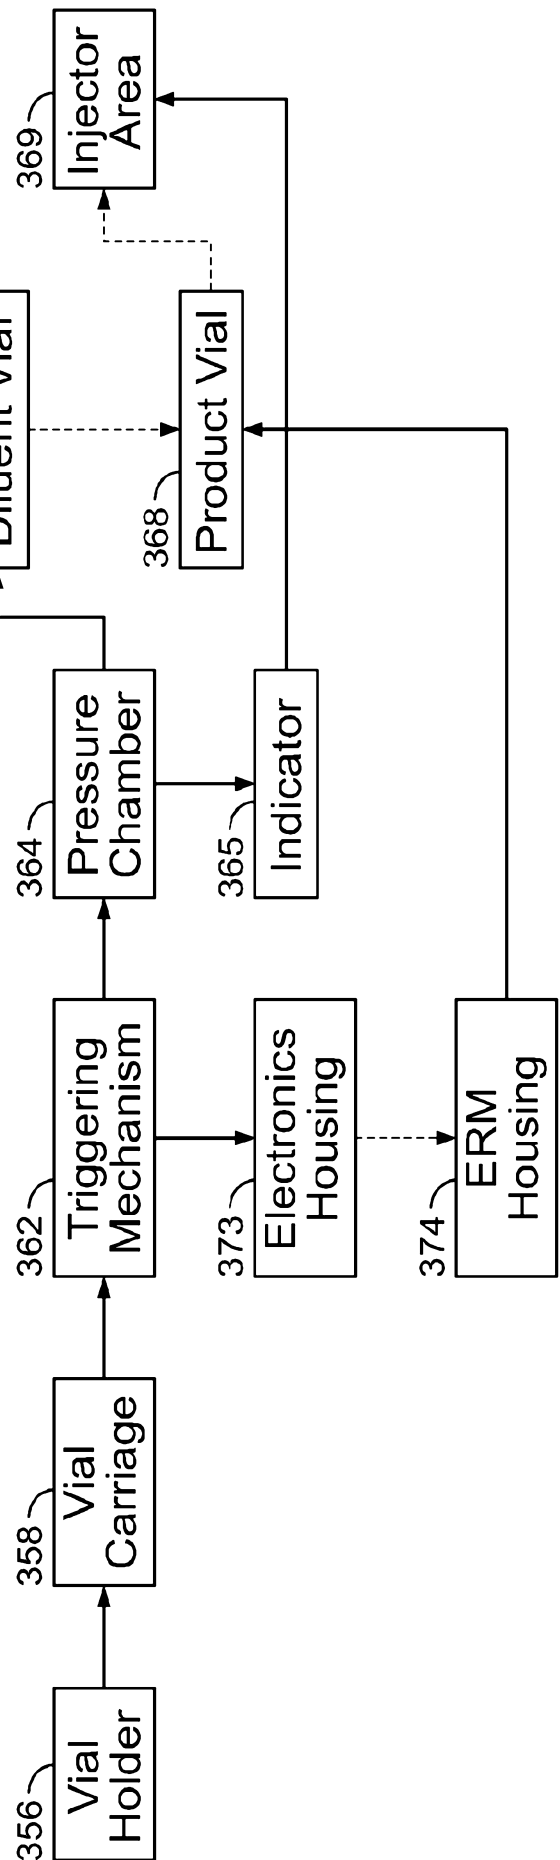 356
Vial
Holder
358
Vial
Carriage
362
Triggering
Mechanism
364
Pressure
Chamber
369
Injector
Area
373
Electronics
Housing
365
Indicator
368
Product Vial
374
ERM
Housing